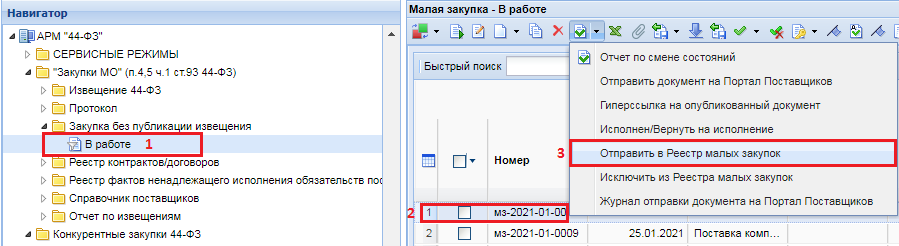 Навигатор
АРМ "44-ФЗ"
СЕРВИСНЫЕ РЕЖИМЫ
"Закупки МО" (п.4,5 ч.1 ст.93 44-ФЗ)
Извещение 44-ФЗ
Протокол
Закупка без публикации извещения
В работе 1
Реестр контрактов/договоров
Реестр фактов ненадлежащего исполнения обязательств пос
Справочник поставщиков
Отчет по извещениям
Конкурентные закупки 44-ФЗ
Малая закупка - В работе
Быстрый поиск
Номер
Отчет по смене состояний
Отправить документ на Портал Поставщиков
Гиперссылка на опубликованный документ
Исполнен/Вернуть на исполнение
3 Отправить в Реестр малых закупок
Исключить из Реестра малых закупок
Журнал отправки документа на Портал Поставщиков
2 1 мз-2021-01-00
2 мз-2021-01-0009 25.01.2021 Поставка комп...